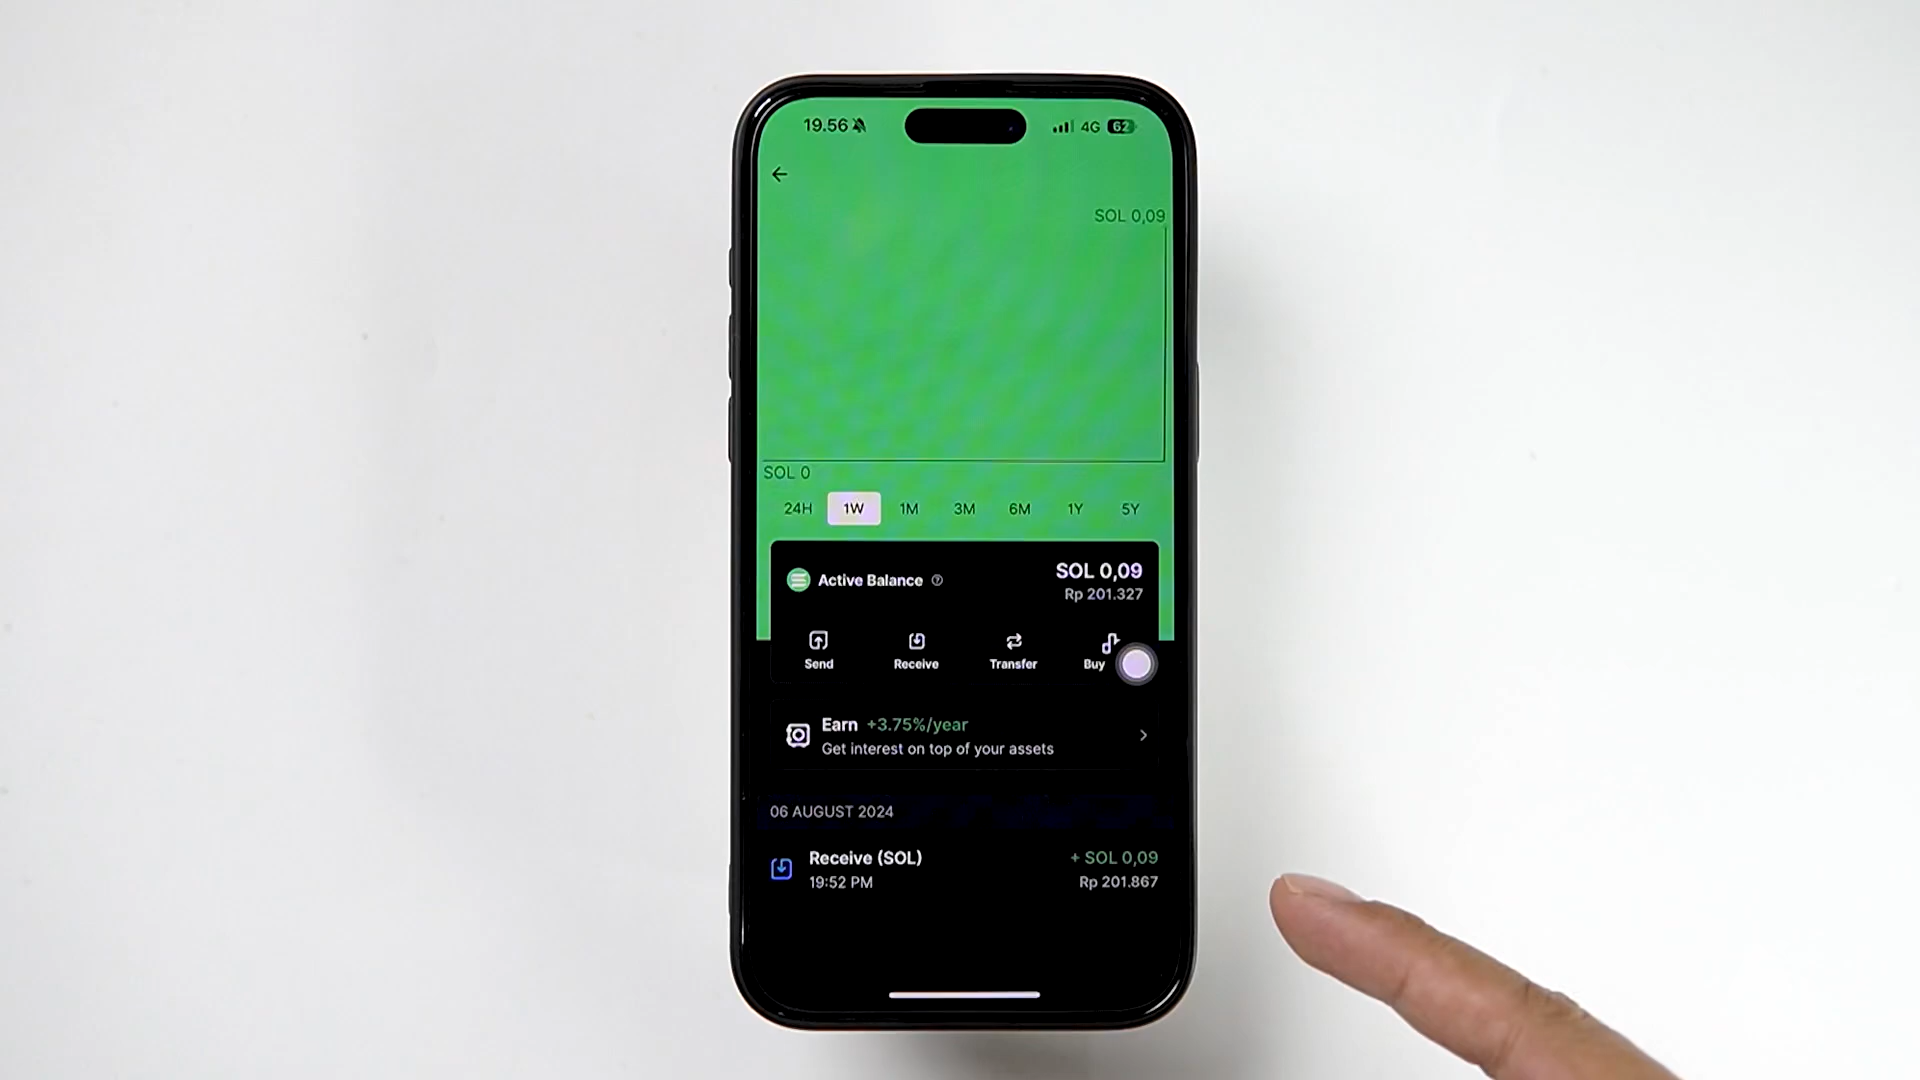 19.56 4G 62
SOL 0,09
SOL 0
24H 1W 1M 3M 6M 1Y 5Y
Active Balance SOL 0,09
Rp 201.327
Send Receive Transfer Buy
Earn +3.75%/year
Get interest on top of your assets
06 AUGUST 2024
Receive (SOL) + SOL 0,09
19:52 PM Rp 201.867